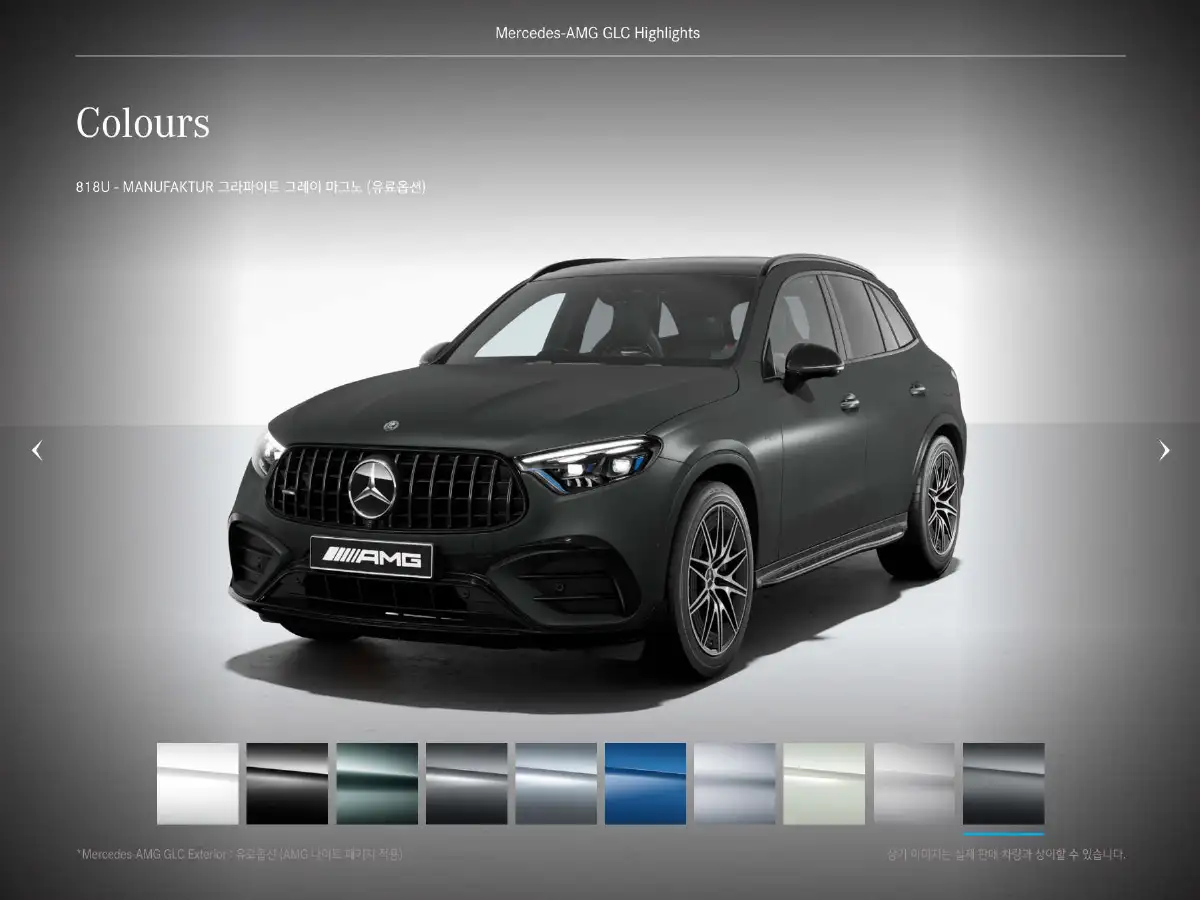 Mercedes-AMG GLC Highlights
Colours
818U - MANUFAKTUR 그라파이트 그레이 마그노 (유료옵션)
AMG
*Mercedes-AMG GLC Exterior : 유료옵션 (AMG 나이트 패키지 적용)
상기 이미지는 실제 판매 차량과 상이할 수 있습니다.